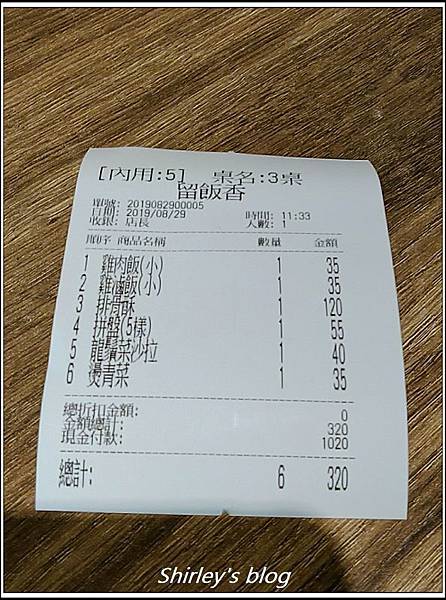 [內用:5] 桌名:3桌
留飯香
單號: 2019082900005
日期: 2019/08/29 時間: 11:33
收銀: 店長 人數: 1
順序 商品名稱 數量 金額
1 雞肉飯(小) 1 35
2 雞滷飯(小) 1 35
3 排骨酥 1 120
4 拼盤(5樣) 1 55
5 龍鬚菜沙拉 1 40
6 燙青菜 1 35
總折扣金額: 0
金額總計: 320
現金付款: 1020
總計: 6 320
Shirley's blog